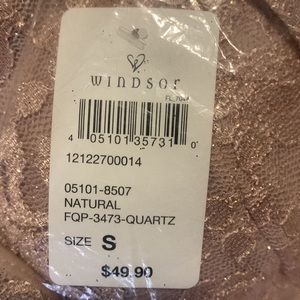 WINDSOR
4 05101 35731 0
12122700014
05101-8507
NATURAL
FQP-3473-QUARTZ
SIZE S
$49.90